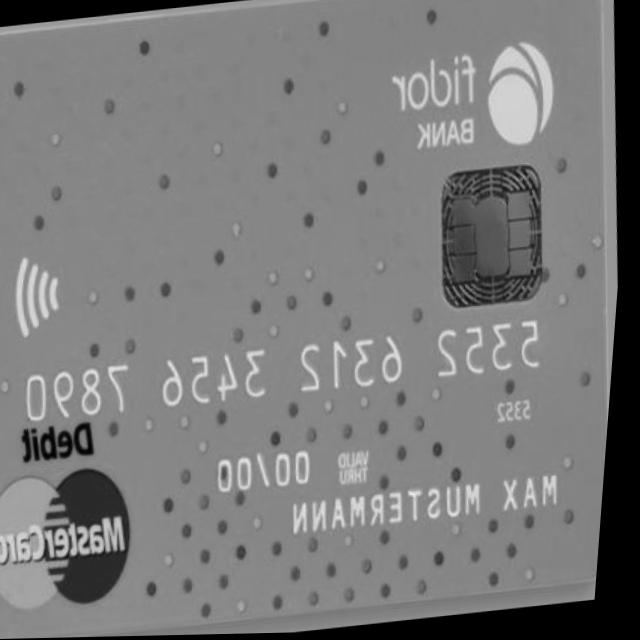 fidor
BANK
5352 6312 3456 7890
5352
Debit
VALID
THRU
00/00
MAX MUSTERMANN
MasterCard